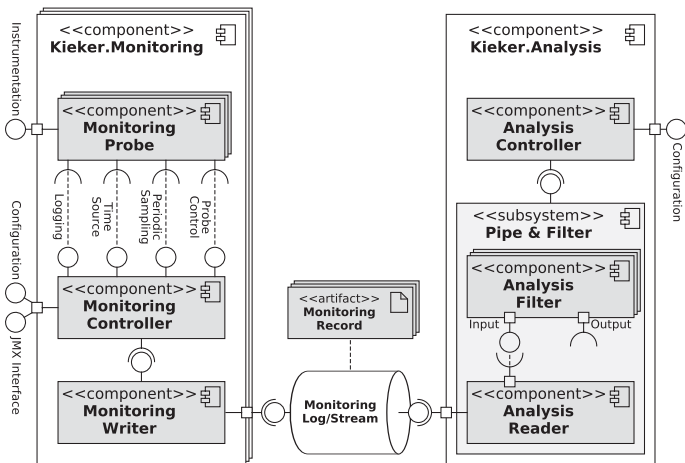 <<component>>
Kieker.Monitoring
Instrumentation
<<component>>
Monitoring
Probe
Logging
Time
Source
Periodic
Sampling
Probe
Control
Configuration
JMX Interface
<<component>>
Monitoring
Controller
<<component>>
Monitoring
Writer
<<artifact>>
Monitoring
Record
Monitoring
Log/Stream
<<component>>
Kieker.Analysis
<<component>>
Analysis
Controller
Configuration
<<subsystem>>
Pipe & Filter
<<component>>
Analysis
Filter
Input
Output
<<component>>
Analysis
Reader